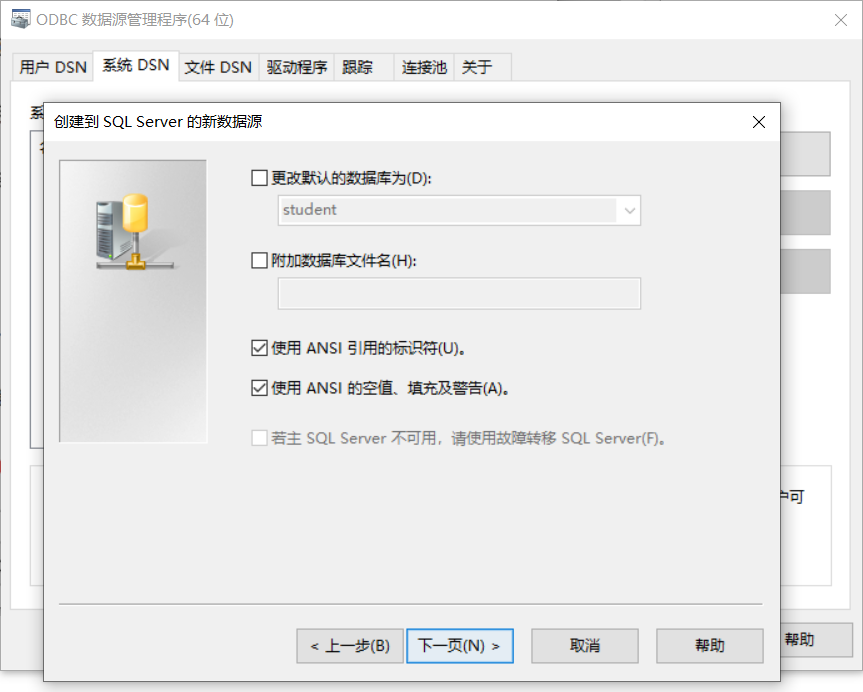 ODBC 数据源管理程序(64 位)
用户 DSN 系统 DSN 文件 DSN 驱动程序 跟踪 连接池 关于
系
创建到 SQL Server 的新数据源
更改默认的数据库为(D):
student
附加数据库文件名(H):
使用 ANSI 引用的标识符(U)。
使用 ANSI 的空值、填充及警告(A)。
若主 SQL Server 不可用，请使用故障转移 SQL Server(F)。
户可
< 上一步(B) 下一页(N) > 取消 帮助
帮助